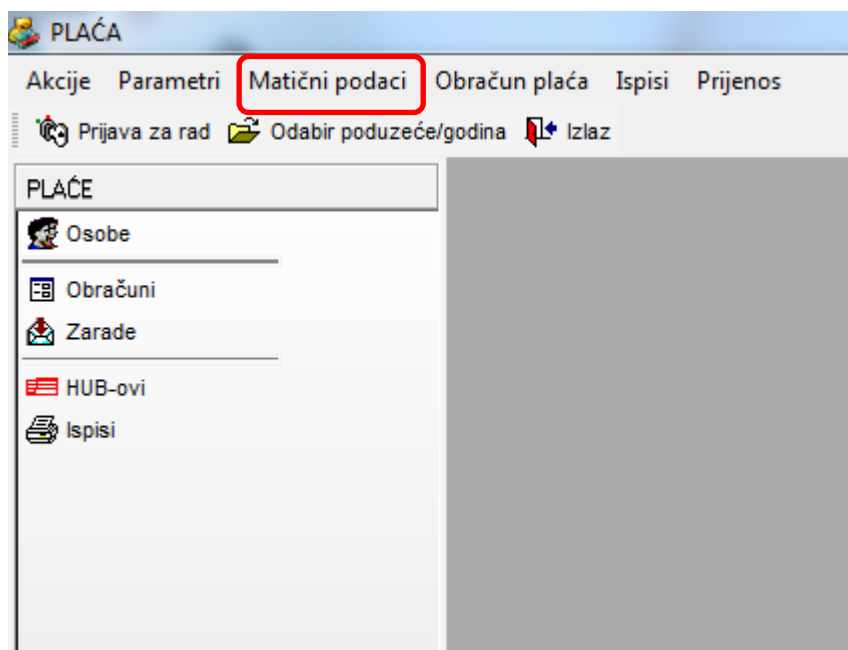 PLAĆA
Akcije Parametri Matični podaci Obračun plaća Ispisi Prijenos
Prijava za rad Odabir poduzeće/godina Izlaz
PLAĆE
Osobe
Obračuni
Zarade
HUB-ovi
Ispisi